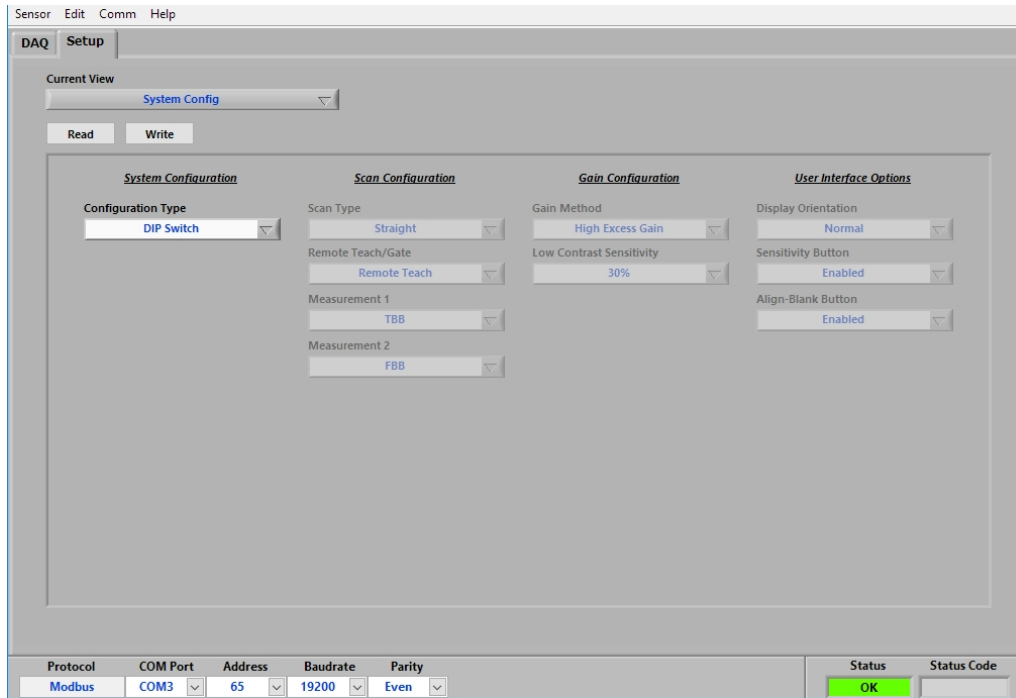 Sensor Edit Comm Help
DAQ Setup
Current View
System Config
Read Write
System Configuration Scan Configuration Gain Configuration User Interface Options
Configuration Type Scan Type Gain Method Display Orientation
DIP Switch Straight High Excess Gain Normal
Remote Teach/Gate Low Contrast Sensitivity Sensitivity Button
Remote Teach 30% Enabled
Measurement 1 Align-Blank Button
TBB Enabled
Measurement 2
FBB
Protocol COM Port Address Baudrate Parity Status Status Code
Modbus COM3 65 19200 Even OK